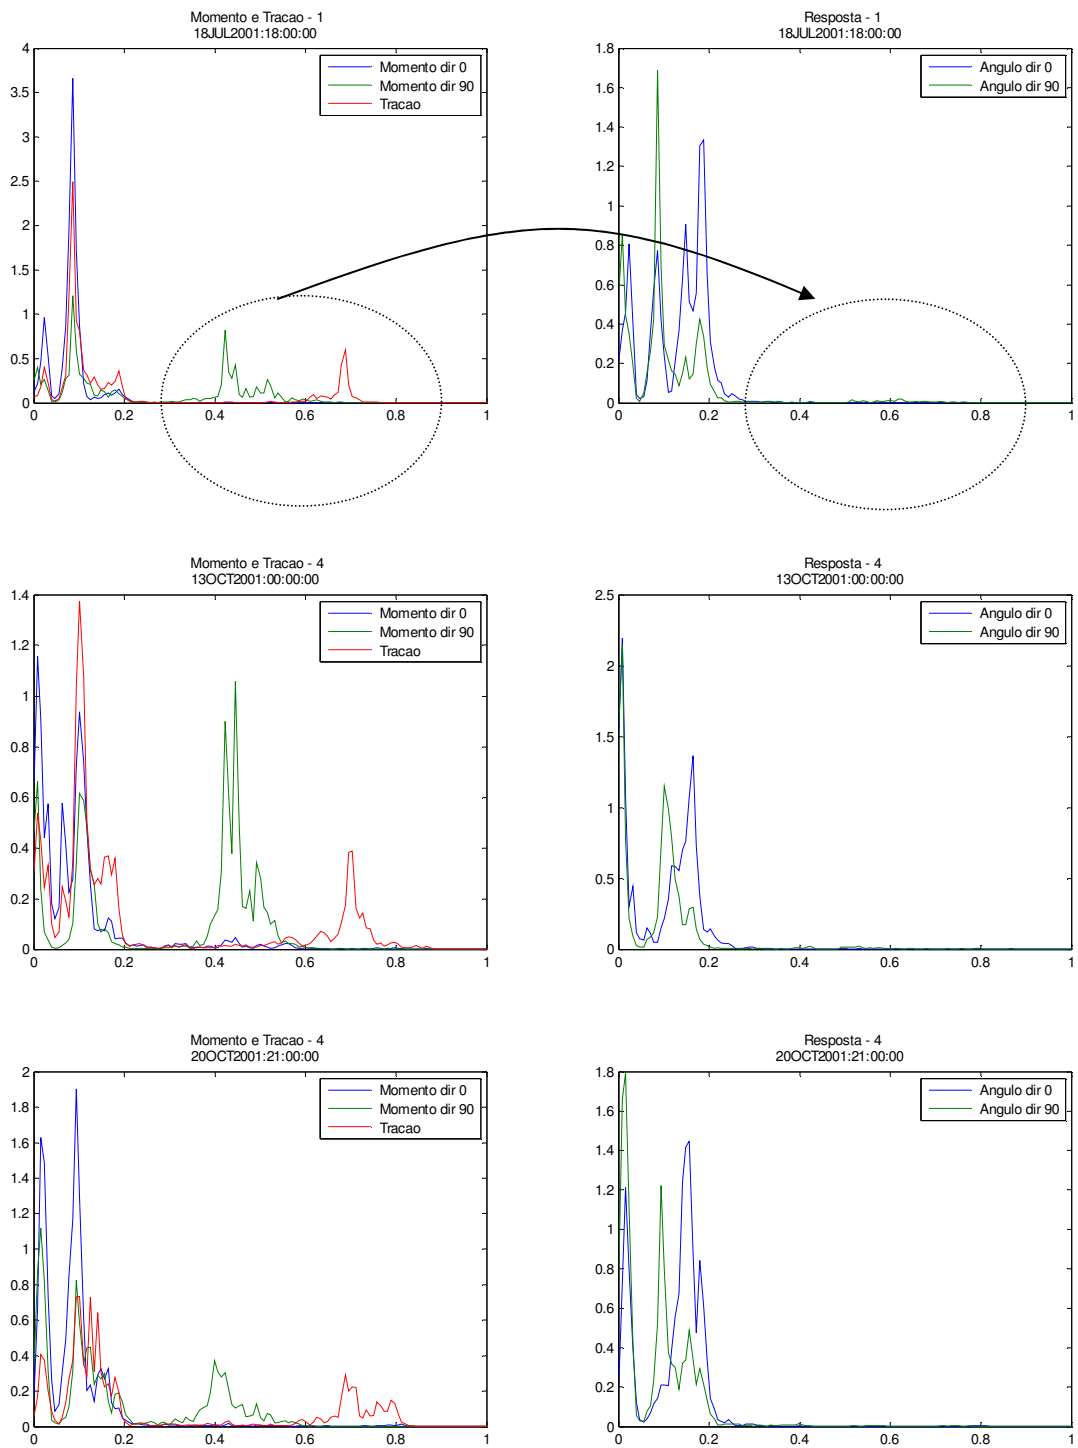 Momento e Tracao - 1
18JUL2001:18:00:00
4
3.5
3
2.5
2
1.5
1
0.5
0
0 0.2 0.4 0.6 0.8 1
Momento dir 0
Momento dir 90
Tracao
Resposta - 1
18JUL2001:18:00:00
1.8
1.6
1.4
1.2
1
0.8
0.6
0.4
0.2
0
0 0.2 0.4 0.6 0.8 1
Angulo dir 0
Angulo dir 90
Momento e Tracao - 4
13OCT2001:00:00:00
1.4
1.2
1
0.8
0.6
0.4
0.2
0
0 0.2 0.4 0.6 0.8 1
Momento dir 0
Momento dir 90
Tracao
Resposta - 4
13OCT2001:00:00:00
2.5
2
1.5
1
0.5
0
0 0.2 0.4 0.6 0.8 1
Angulo dir 0
Angulo dir 90
Momento e Tracao - 4
20OCT2001:21:00:00
2
1.8
1.6
1.4
1.2
1
0.8
0.6
0.4
0.2
0
0 0.2 0.4 0.6 0.8 1
Momento dir 0
Momento dir 90
Tracao
Resposta - 4
20OCT2001:21:00:00
1.8
1.6
1.4
1.2
1
0.8
0.6
0.4
0.2
0
0 0.2 0.4 0.6 0.8 1
Angulo dir 0
Angulo dir 90